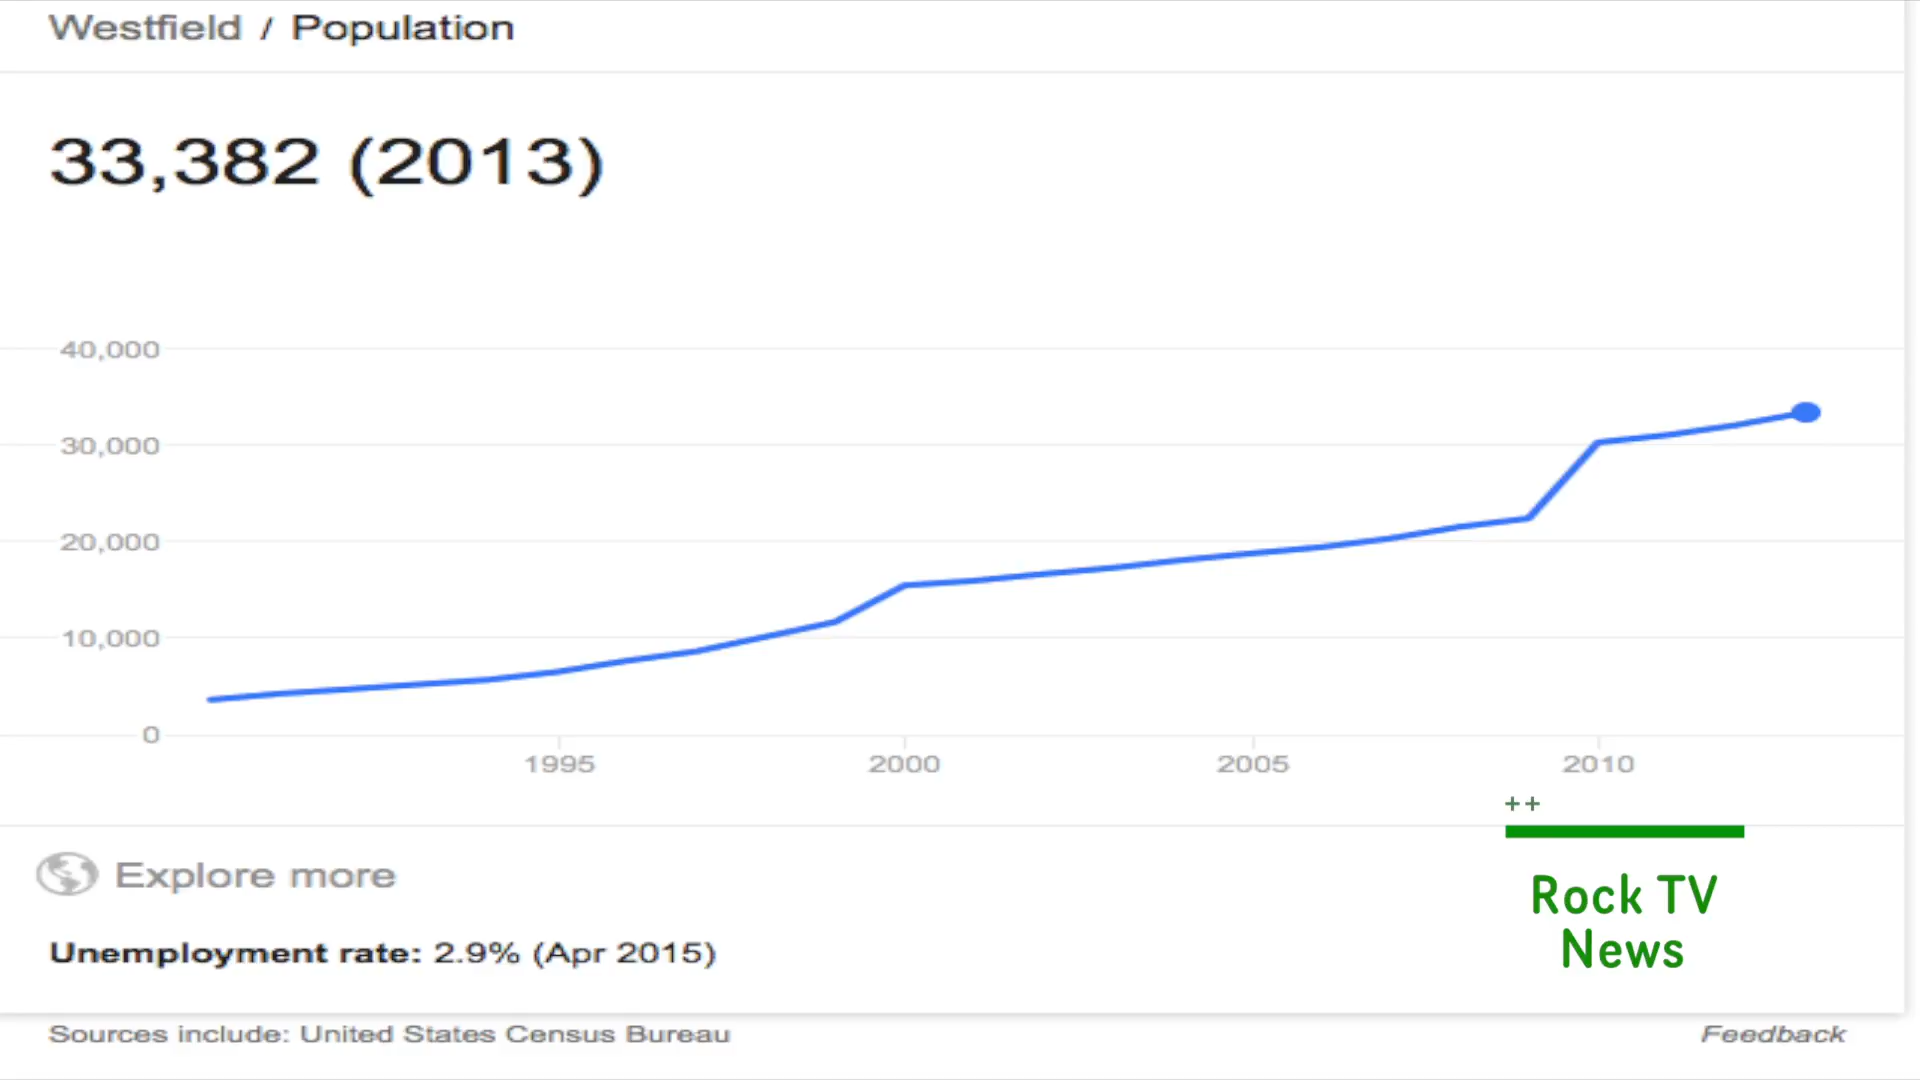 Westfield / Population
33,382 (2013)
40,000
30,000
20,000
10,000
0
1995 2000 2005 2010
++
Explore more
Rock TV
News
Unemployment rate: 2.9% (Apr 2015)
Sources include: United States Census Bureau
Feedback